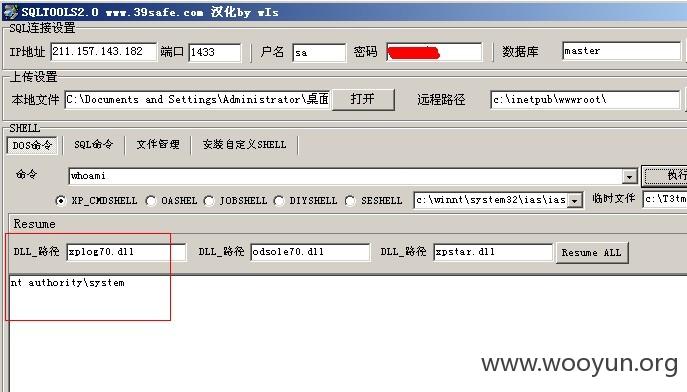 SQLTOOLS2.0 www.39safe.com 汉化by wIs
SQL连接设置
IP地址 211.157.143.182 端口 1433 户名 sa 密码 数据库 master
上传设置
本地文件 C:\Documents and Settings\Administrator\桌面 打开 远程路径 c:\inetpub\wwwroot\
SHELL
DOS命令 SQL命令 文件管理 安装自定义SHELL
命令 whoami 执行
XP_CMDSHELL OASHEL JOBSHELL DIYSHELL SESHELL c:\winnt\system32\ias\ias 临时文件 c:\T3tm
Resume
DLL_路径 xplog70.dll DLL_路径 odsole70.dll DLL_路径 xpstar.dll Resume ALL
nt authority\system
www.wooyun.org